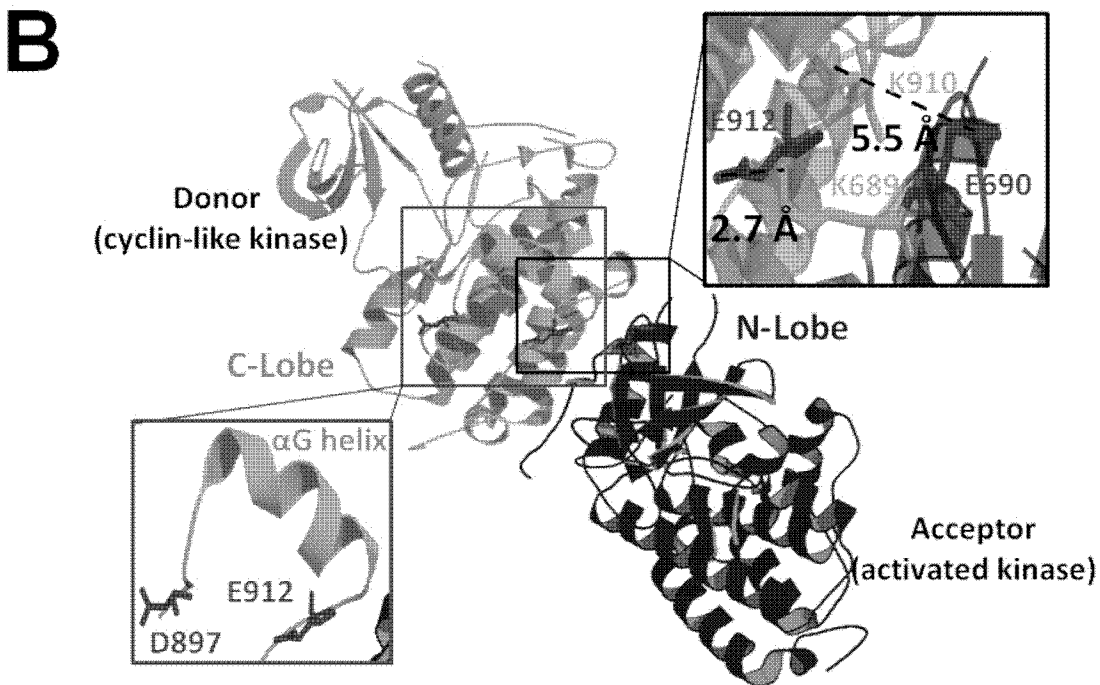 B
K910
E912
5.5 Å
K689
E690
2.7 Å
Donor
(cyclin-like kinase)
N-Lobe
C-Lobe
αG helix
E912
D897
Acceptor
(activated kinase)